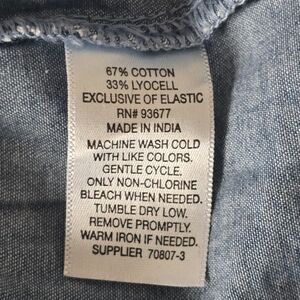 67% COTTON
33% LYOCELL
EXCLUSIVE OF ELASTIC
RN# 93677
MADE IN INDIA
MACHINE WASH COLD
WITH LIKE COLORS.
GENTLE CYCLE.
ONLY NON-CHLORINE
BLEACH WHEN NEEDED.
TUMBLE DRY LOW.
REMOVE PROMPTLY.
WARM IRON IF NEEDED.
SUPPLIER 70807-3